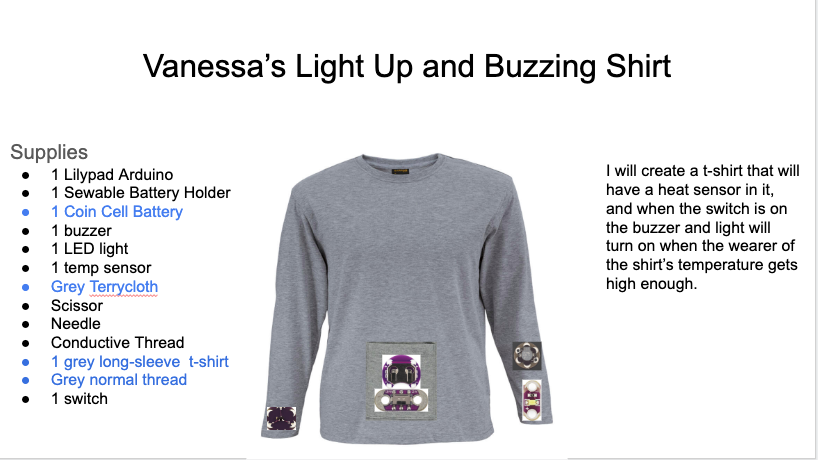 Vanessa's Light Up and Buzzing Shirt
Supplies
● 1 Lilypad Arduino
● 1 Sewable Battery Holder
● 1 Coin Cell Battery
● 1 buzzer
● 1 LED light
● 1 temp sensor
● Grey Terrycloth
● Scissor
● Needle
● Conductive Thread
● 1 grey long-sleeve  t-shirt
● Grey normal thread
● 1 switch
I will create a t-shirt that will
have a heat sensor in it,
and when the switch is on
the buzzer and light will
turn on when the wearer of
the shirt's temperature gets
high enough.